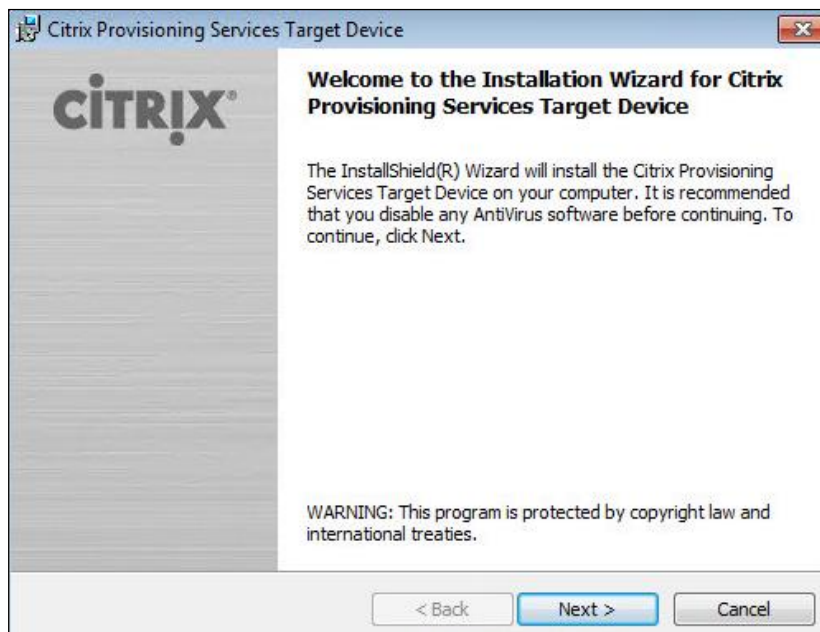 Citrix Provisioning Services Target Device
CİTRỊX®
Welcome to the Installation Wizard for Citrix
Provisioning Services Target Device
The InstallShield(R) Wizard will install the Citrix Provisioning
Services Target Device on your computer. It is recommended
that you disable any AntiVirus software before continuing. To
continue, click Next.
WARNING: This program is protected by copyright law and
international treaties.
< Back
Next >
Cancel